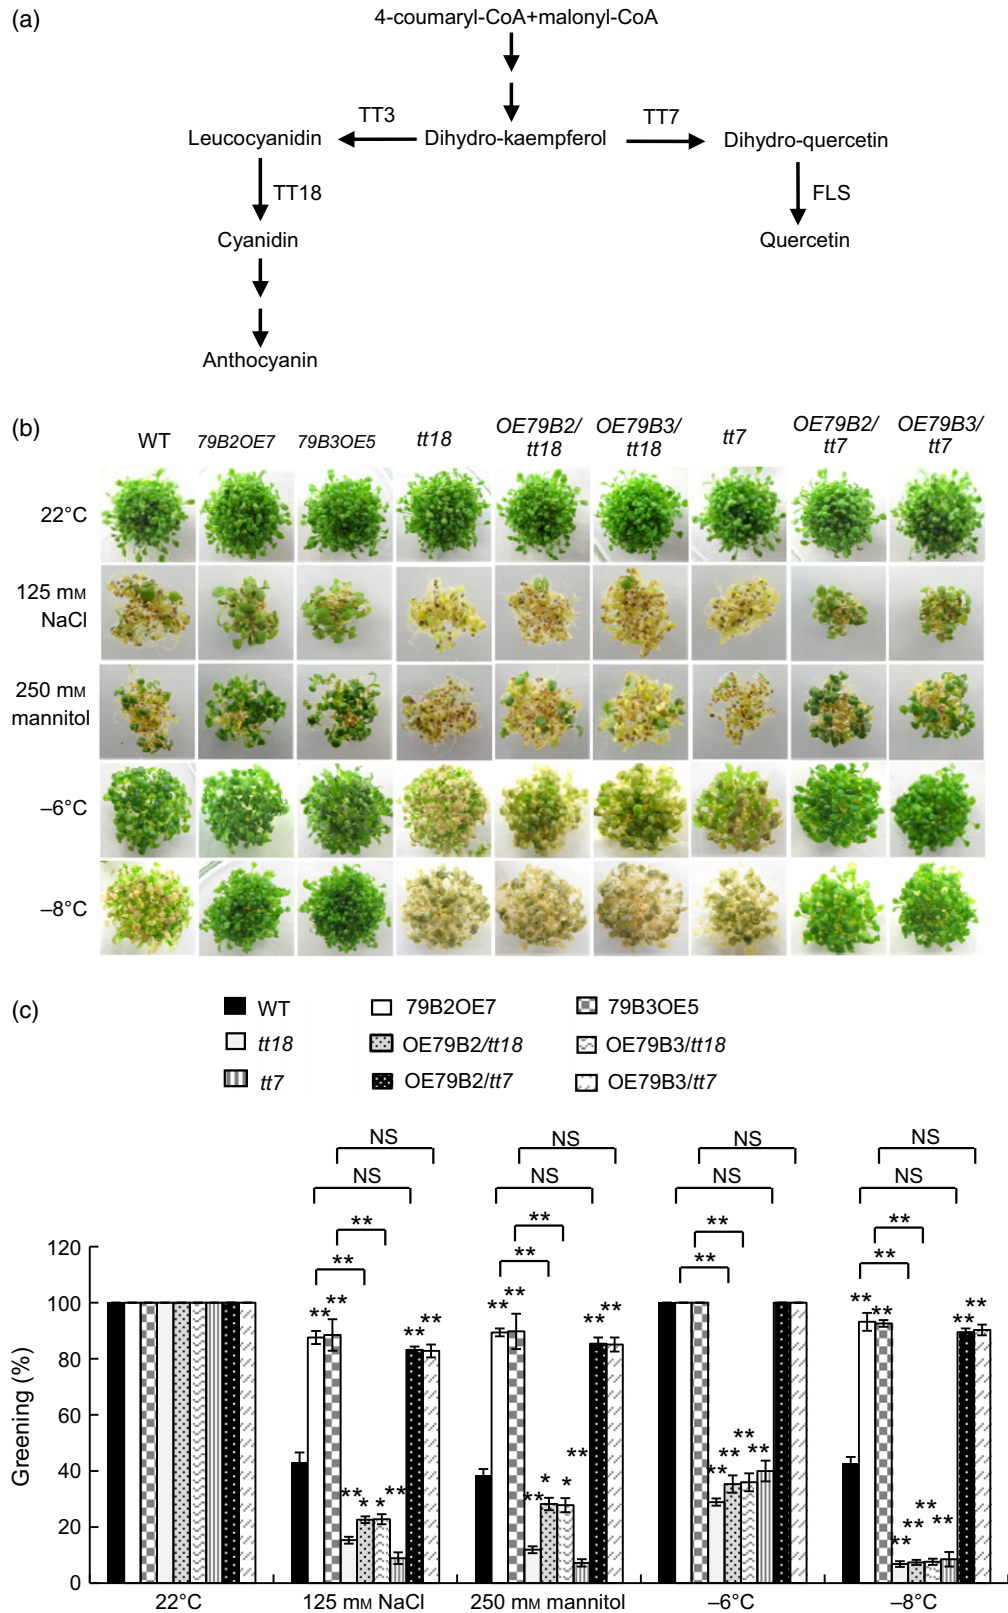 (a)
4-coumaryl-CoA+malonyl-CoA
TT3
TT7
Leucocyanidin
Dihydro-kaempferol
Dihydro-quercetin
TT18
FLS
Cyanidin
Quercetin
Anthocyanin
(b)
WT 79B2OE7 79B3OE5 tt18 OE79B2/ OE79B3/ tt7 OE79B2/ OE79B3/
tt18 tt18 tt7 tt7
22°C
125 mM
NaCl
250 mM
mannitol
–6°C
–8°C
(c)
WT 79B2OE7 79B3OE5
tt18 OE79B2/tt18 OE79B3/tt18
tt7 OE79B2/tt7 OE79B3/tt7
NS NS NS NS
NS NS NS NS
** ** ** **
** ** ** **
120
100
80
60
40
20
0
Greening (%)
** ** ** ** ** ** ** ** ** ** ** **
** * * ** ** * * ** ** ** ** ** ** ** ** **
22°C 125 mM NaCl 250 mM mannitol –6°C –8°C